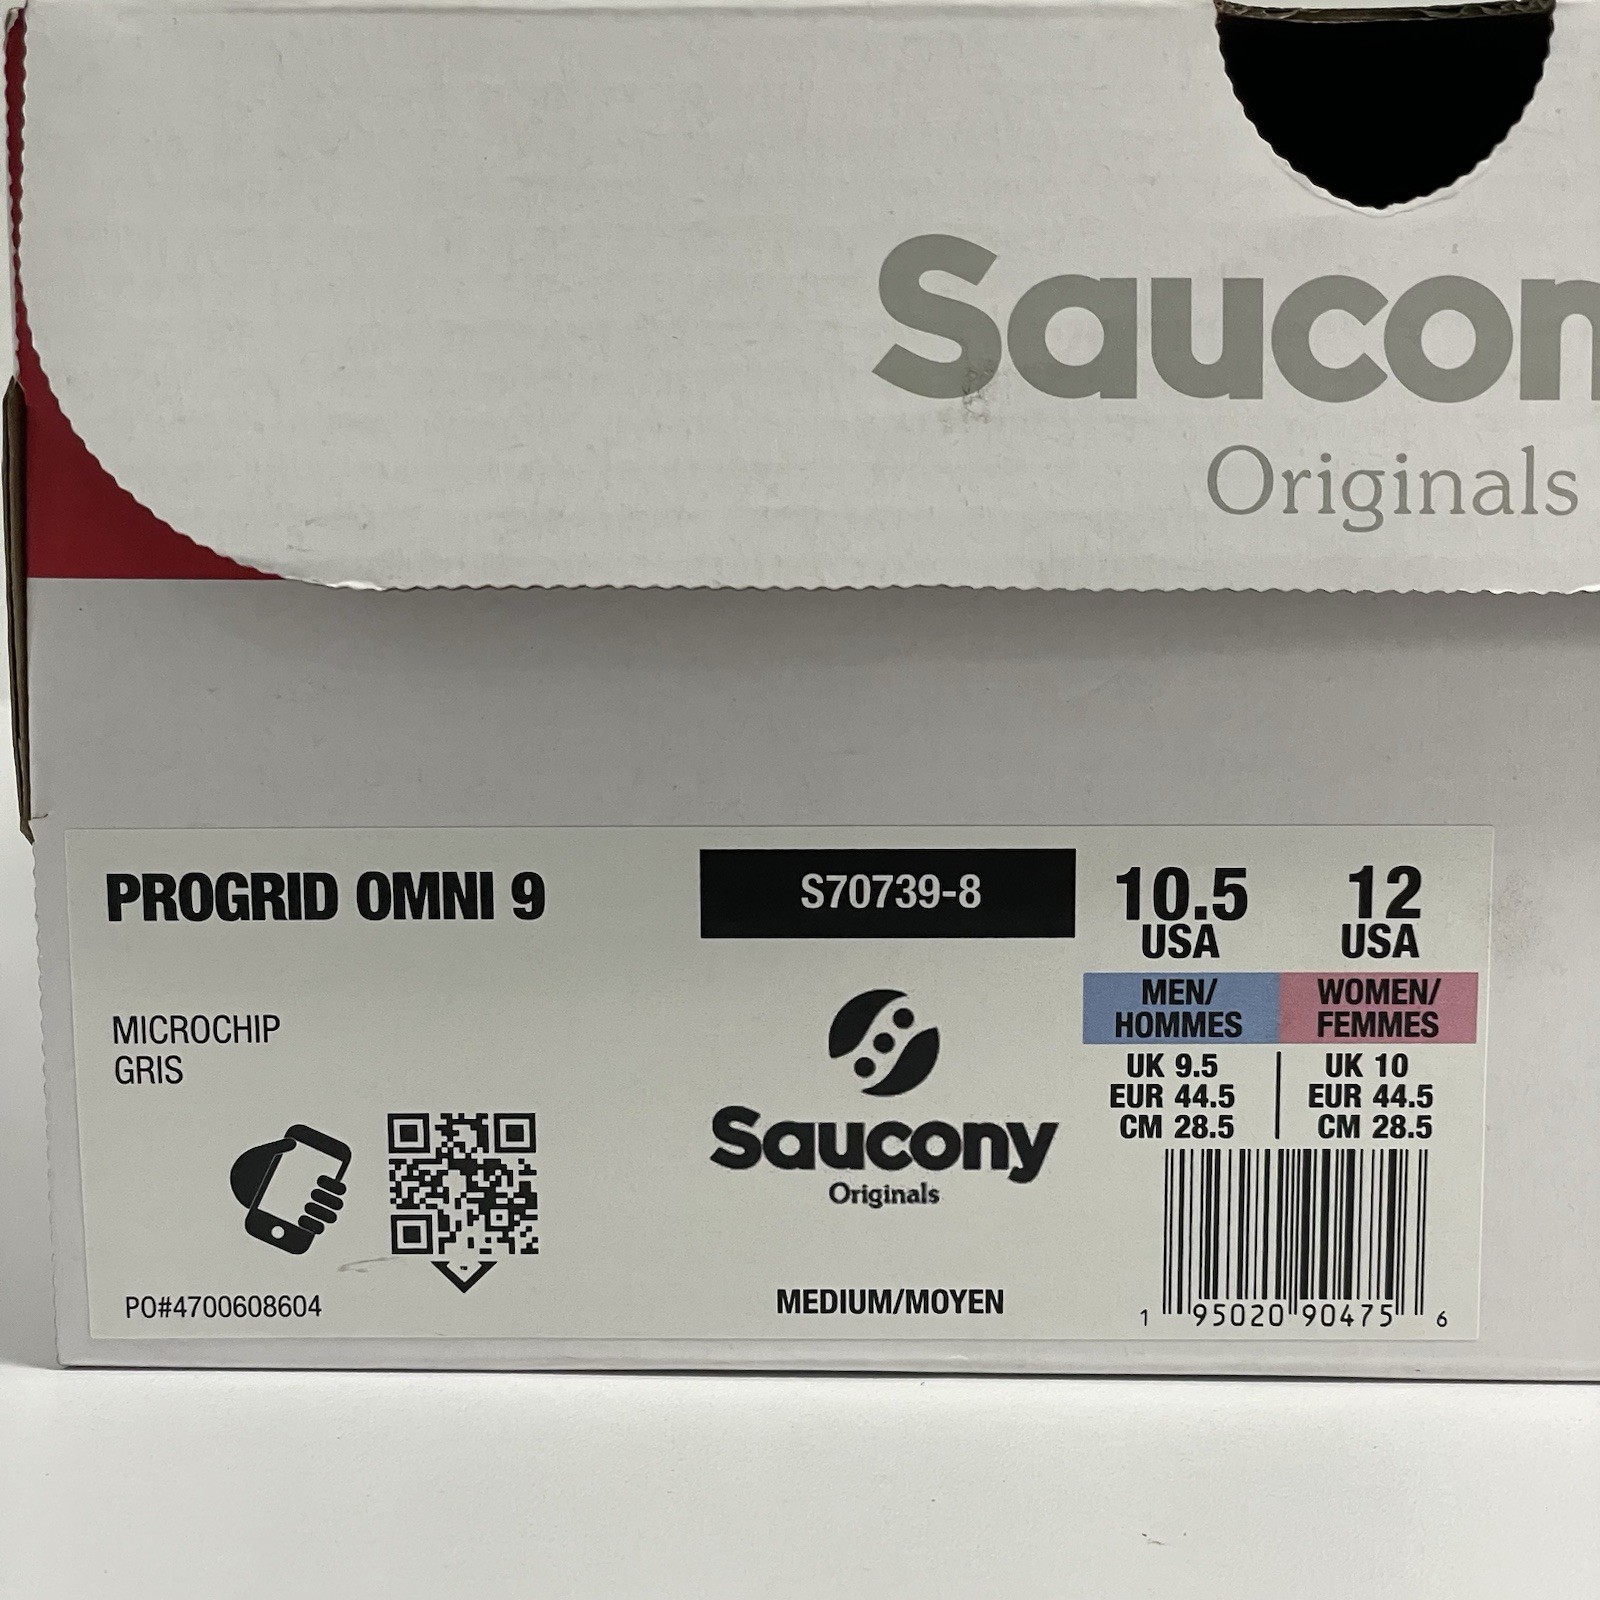 Saucon
Originals
PROGRID OMNI 9
S70739-8
10.5
USA
12
USA
MEN/
HOMMES
WOMEN/
FEMMES
UK 9.5
EUR 44.5
CM 28.5
UK 10
EUR 44.5
CM 28.5
MICROCHIP
GRIS
Saucony
Originals
PO#4700608604
MEDIUM/MOYEN
1 95020 90475 6